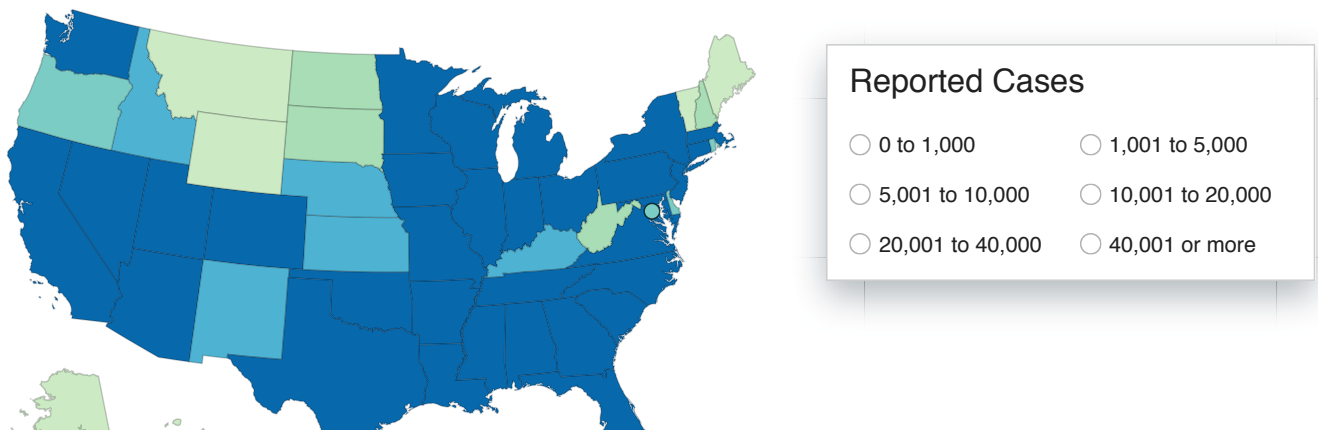 Reported Cases
0 to 1,000 1,001 to 5,000
5,001 to 10,000 10,001 to 20,000
20,001 to 40,000 40,001 or more